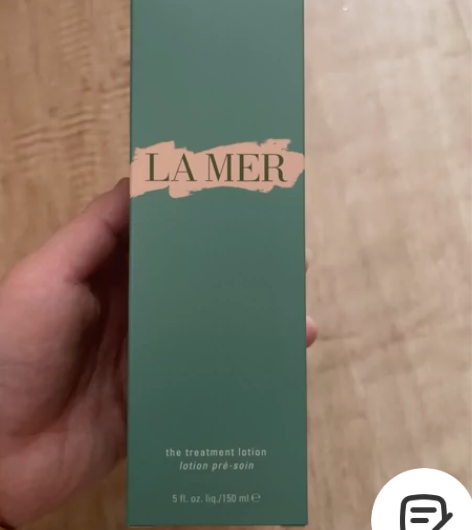 LA MER
the treatment lotion
lotion pré-soin
5 fl. oz. liq./150 ml ℮